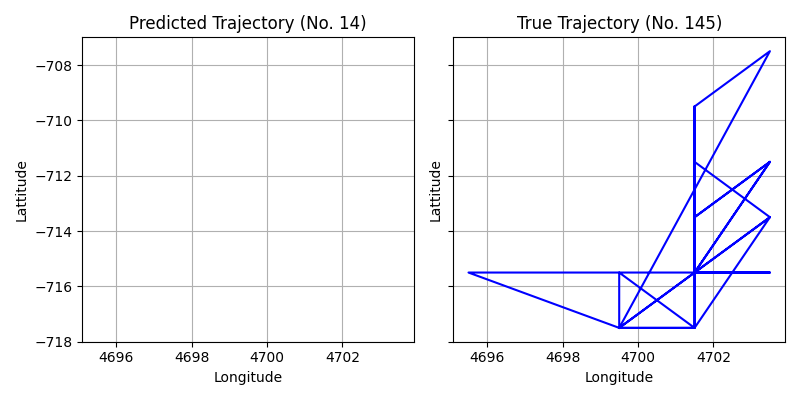 Predicted Trajectory (No. 14)
True Trajectory (No. 145)
−708
−710
−712
−714
−716
−718
Lattitude
Lattitude
4696 4698 4700 4702
4696 4698 4700 4702
Longitude
Longitude